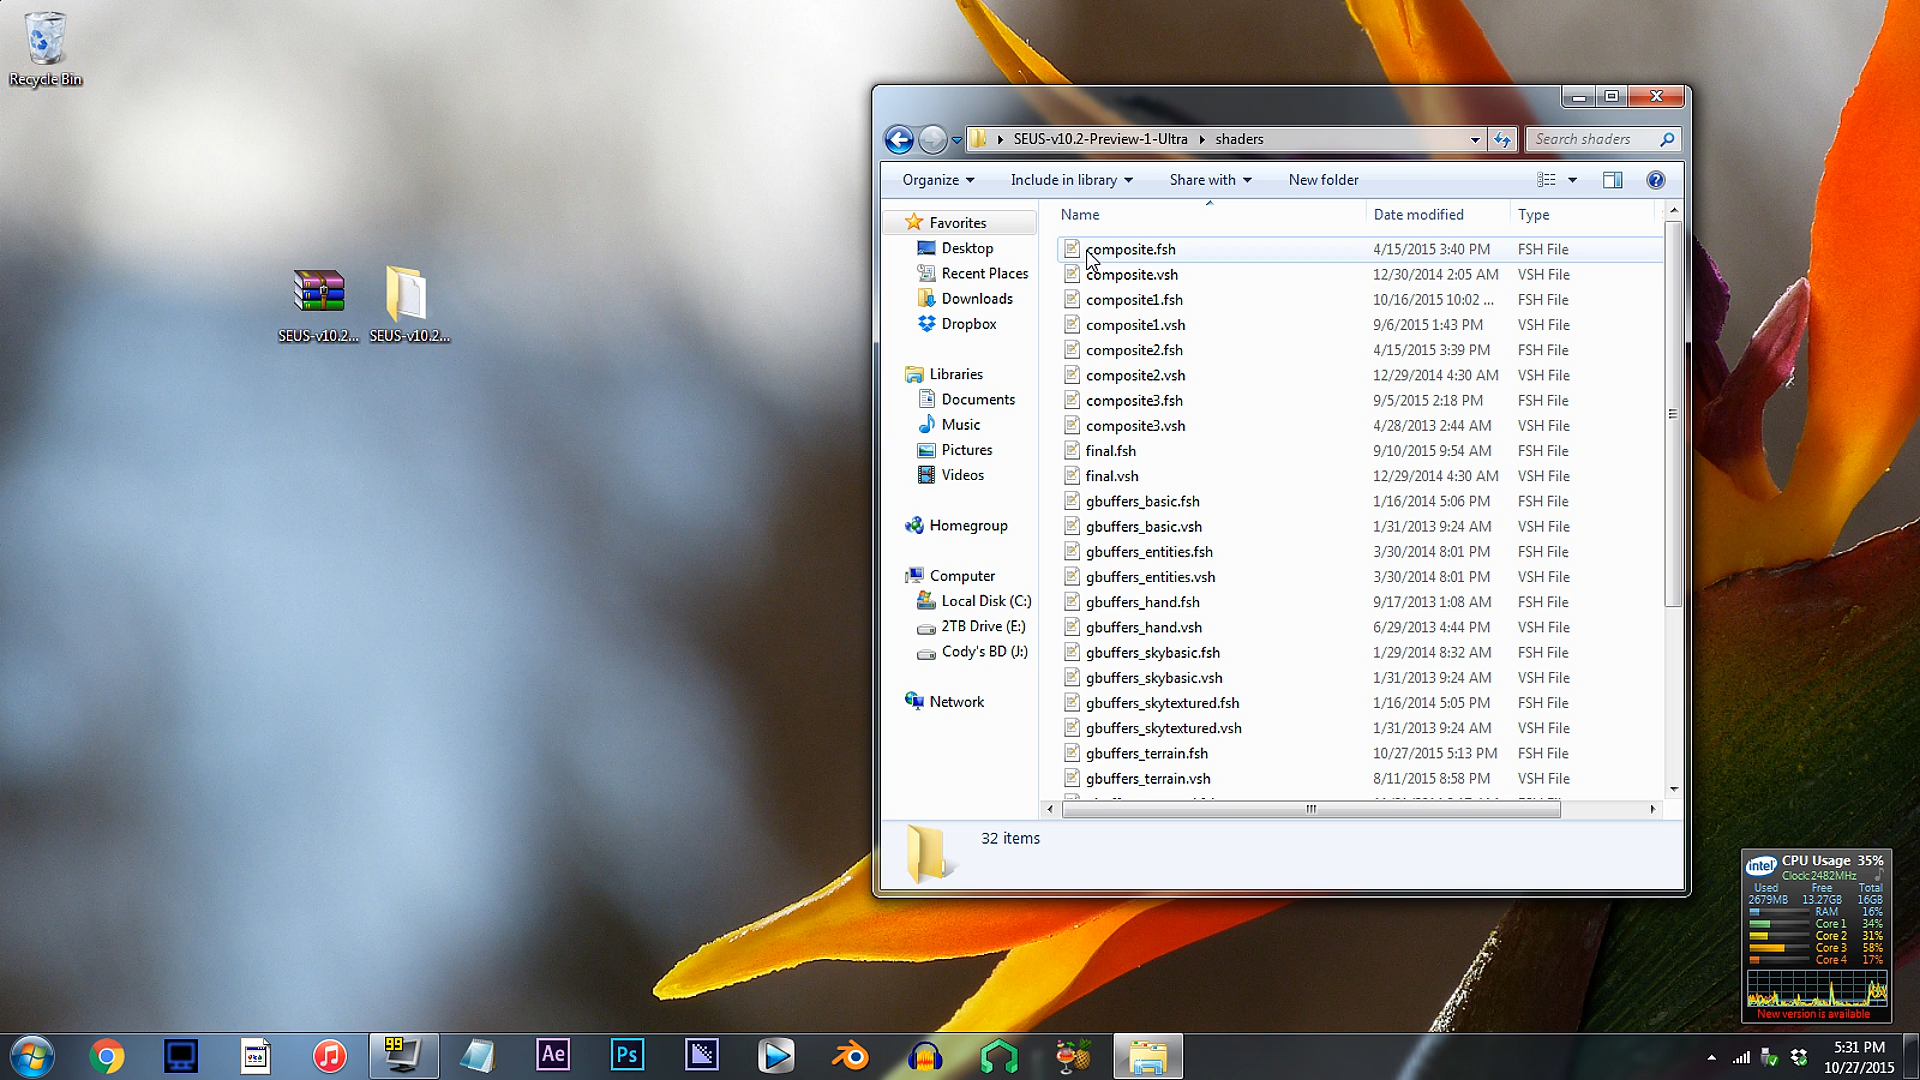 Recycle Bin
SEUS-v10.2...
SEUS-v10.2...
SEUS-v10.2-Preview-1-Ultra
shaders
Search shaders
Organize
Include in library
Share with
New folder
Favorites
Desktop
Recent Places
Downloads
Dropbox
Libraries
Documents
Music
Pictures
Videos
Homegroup
Computer
Local Disk (C:)
2TB Drive (E:)
Cody's BD (J:)
Network
Name Date modified Type
composite.fsh 4/15/2015 3:40 PM FSH File
composite.vsh 12/30/2014 2:05 AM VSH File
composite1.fsh 10/16/2015 10:02 ... FSH File
composite1.vsh 9/6/2015 1:43 PM VSH File
composite2.fsh 4/15/2015 3:39 PM FSH File
composite2.vsh 12/29/2014 4:30 AM VSH File
composite3.fsh 9/5/2015 2:18 PM FSH File
composite3.vsh 4/28/2013 2:44 AM VSH File
final.fsh 9/10/2015 9:54 AM FSH File
final.vsh 12/29/2014 4:30 AM VSH File
gbuffers_basic.fsh 1/16/2014 5:06 PM FSH File
gbuffers_basic.vsh 1/31/2013 9:24 AM VSH File
gbuffers_entities.fsh 3/30/2014 8:01 PM FSH File
gbuffers_entities.vsh 3/30/2014 8:01 PM VSH File
gbuffers_hand.fsh 9/17/2013 1:08 AM FSH File
gbuffers_hand.vsh 6/29/2013 4:44 PM VSH File
gbuffers_skybasic.fsh 1/29/2014 8:32 AM FSH File
gbuffers_skybasic.vsh 1/31/2013 9:24 AM VSH File
gbuffers_skytextured.fsh 1/16/2014 5:05 PM FSH File
gbuffers_skytextured.vsh 1/31/2013 9:24 AM VSH File
gbuffers_terrain.fsh 10/27/2015 5:13 PM FSH File
gbuffers_terrain.vsh 8/11/2015 8:58 PM VSH File
32 items
intel CPU Usage 35%
Clock: 2482MHz
Used Free Total
2679MB 13.27GB 16GB
RAM 16%
Core 1 34%
Core 2 31%
Core 3 58%
Core 4 17%
New version is available
99
Ae
Ps
5:31 PM
10/27/2015